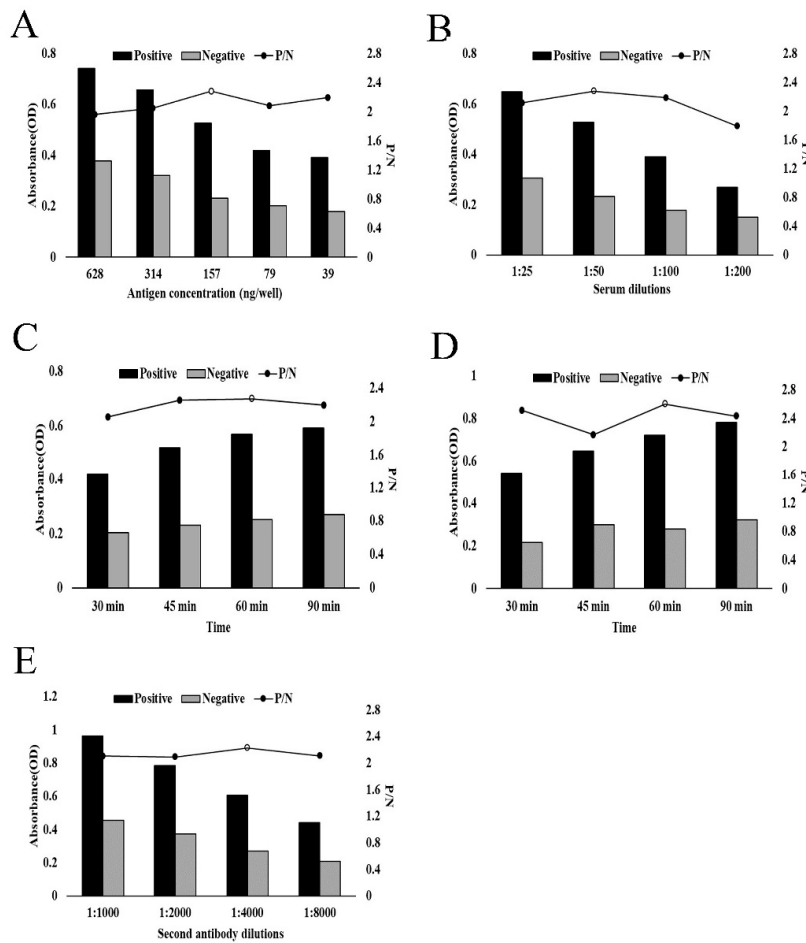 A
Positive Negative P/N
0.8
0.6
0.4
0.2
0
2.8
2.4
2
1.6
1.2
0.8
0.4
0
Absorbance(OD)
P/N
628 314 157 79 39
Antigen concentration (ng/well)
B
Positive Negative P/N
0.8
0.6
0.4
0.2
0
2.8
2.4
2
1.6
1.2
0.8
0.4
0
Absorbance(OD)
P/N
1:25 1:50 1:100 1:200
Serum dilutions
C
Positive Negative P/N
0.8
0.6
0.4
0.2
0
2.4
2
1.6
1.2
0.8
0.4
0
Absorbance(OD)
P/N
30 min 45 min 60 min 90 min
Time
D
Positive Negative P/N
1
0.8
0.6
0.4
0.2
0
2.8
2.4
2
1.6
1.2
0.8
0.4
0
Absorbance(OD)
P/N
30 min 45 min 60 min 90 min
Time
E
Positive Negative P/N
1.2
1
0.8
0.6
0.4
0.2
0
2.8
2.4
2
1.6
1.2
0.8
0.4
0
Absorbance(OD)
P/N
1:1000 1:2000 1:4000 1:8000
Second antibody dilutions